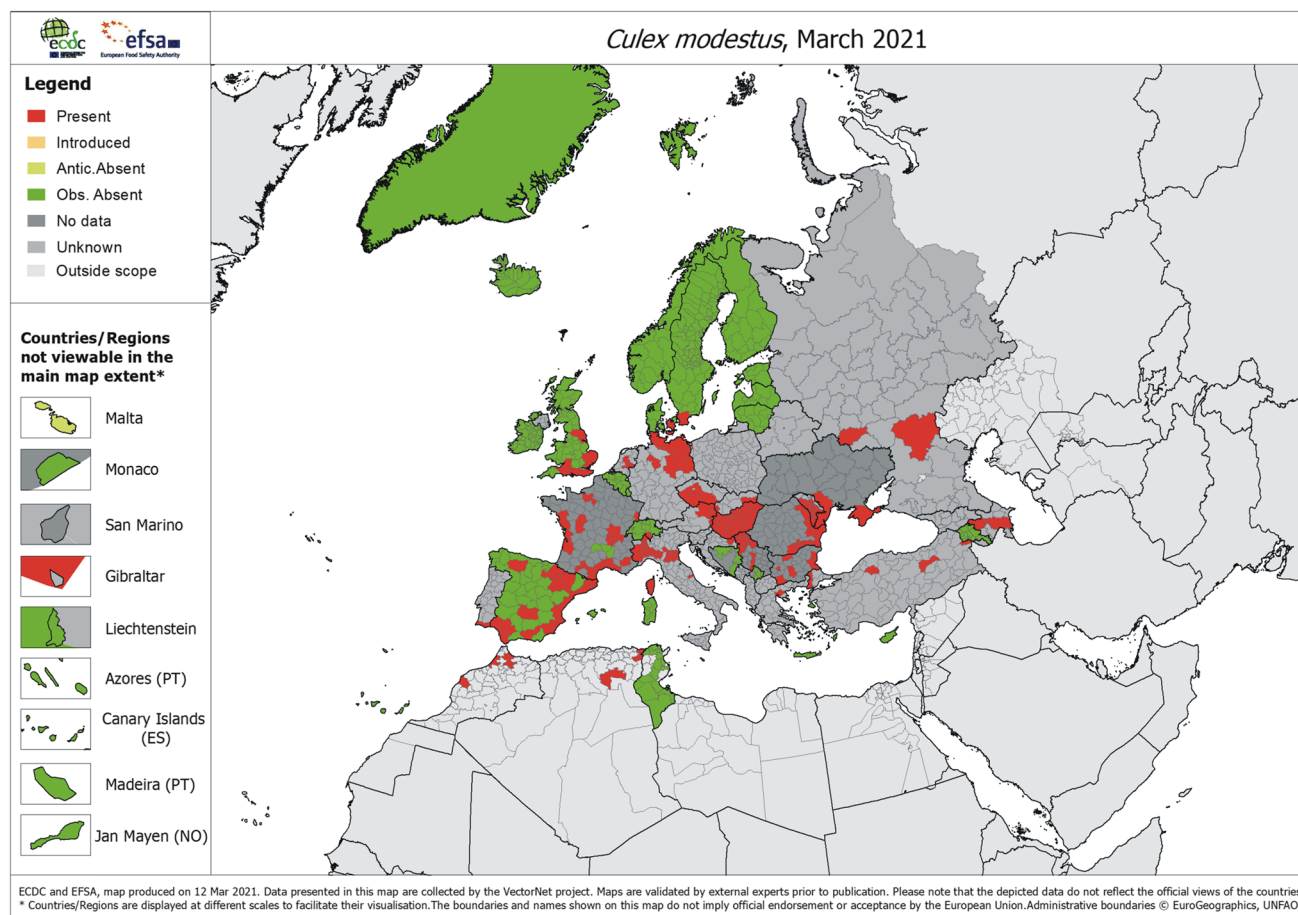 ecdc
efsa
European Food Safety Authority
Culex modestus, March 2021
Legend
Present
Introduced
Antic.Absent
Obs. Absent
No data
Unknown
Outside scope
Countries/Regions
not viewable in the
main map extent*
Malta
Monaco
San Marino
Gibraltar
Liechtenstein
Azores (PT)
Canary Islands
(ES)
Madeira (PT)
Jan Mayen (NO)
ECDC and EFSA, map produced on 12 Mar 2021. Data presented in this map are collected by the VectorNet project. Maps are validated by external experts prior to publication. Please note that the depicted data do not reflect the official views of the countries
* Countries/Regions are displayed at different scales to facilitate their visualisation.The boundaries and names shown on this map do not imply official endorsement or acceptance by the European Union.Administrative boundaries © EuroGeographics, UNFAO